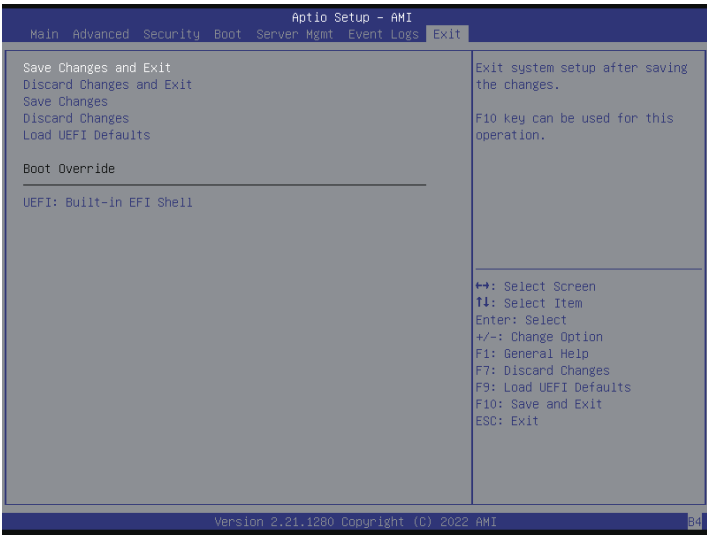 Aptio Setup – AMI
Main Advanced Security Boot Server Mgmt Event Logs Exit
Save Changes and Exit
Discard Changes and Exit
Save Changes
Discard Changes
Load UEFI Defaults
Boot Override
UEFI: Built-in EFI Shell
Exit system setup after saving
the changes.
F10 key can be used for this
operation.
↔: Select Screen
↑↓: Select Item
Enter: Select
+/-: Change Option
F1: General Help
F7: Discard Changes
F9: Load UEFI Defaults
F10: Save and Exit
ESC: Exit
Version 2.21.1280 Copyright (C) 2022 AMI
B4